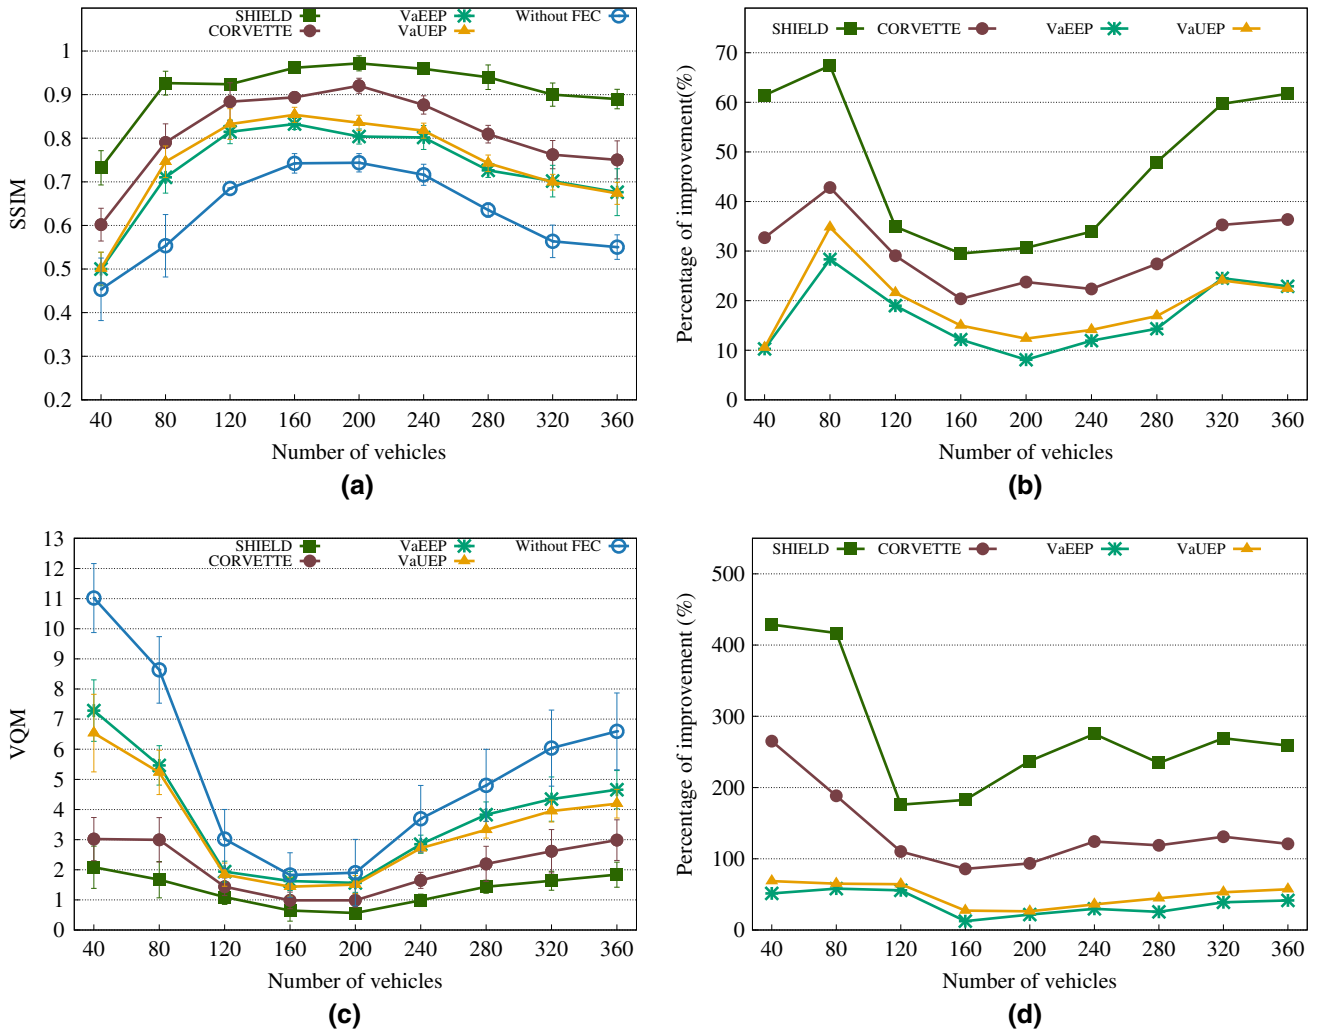 SHIELD VaEEP Without FEC
CORVETTE VaUEP
1
0.9
0.8
0.7
0.6
0.5
0.4
0.3
0.2
SSIM
40 80 120 160 200 240 280 320 360
Number of vehicles
(a)
SHIELD CORVETTE VaEEP VaUEP
70
60
50
40
30
20
10
0
Percentage of improvement(%)
40 80 120 160 200 240 280 320 360
Number of vehicles
(b)
SHIELD VaEEP Without FEC
CORVETTE VaUEP
13
12
11
10
9
8
7
6
5
4
3
2
1
0
VQM
40 80 120 160 200 240 280 320 360
Number of vehicles
(c)
SHIELD CORVETTE VaEEP VaUEP
500
400
300
200
100
0
Percentage of improvement (%)
40 80 120 160 200 240 280 320 360
Number of vehicles
(d)